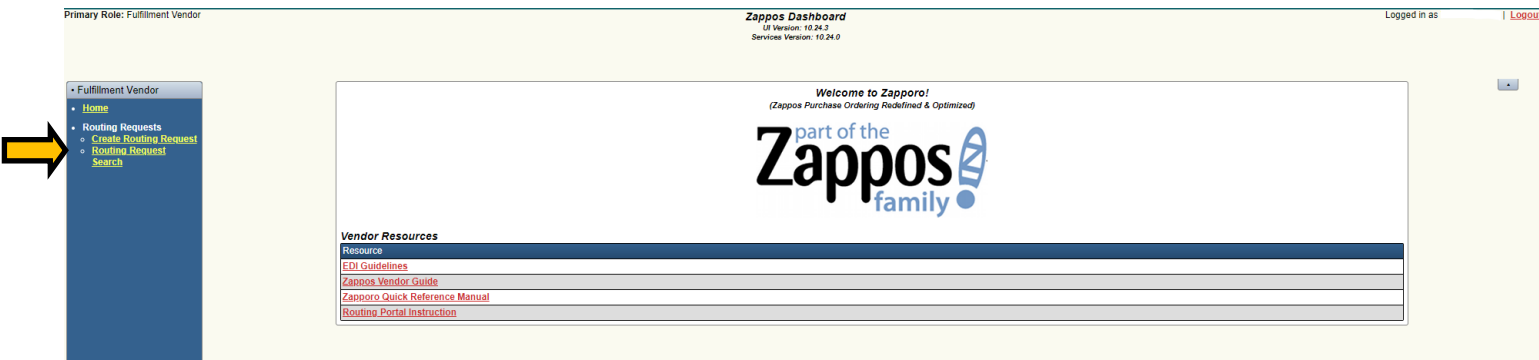 Primary Role: Fulfillment Vendor
Zappos Dashboard
Logged in as
| Logout
UI Version: 10.24.3
Services Version: 10.24.0
• Fulfillment Vendor
• Home
• Routing Requests
Create Routing Request
Routing Request
Search
Welcome to Zapporo!
(Zappos Purchase Ordering Redefined & Optimized)
part of the
Zappos
family
Vendor Resources
Resource
EDI Guidelines
Zappos Vendor Guide
Zapporo Quick Reference Manual
Routing Portal Instruction